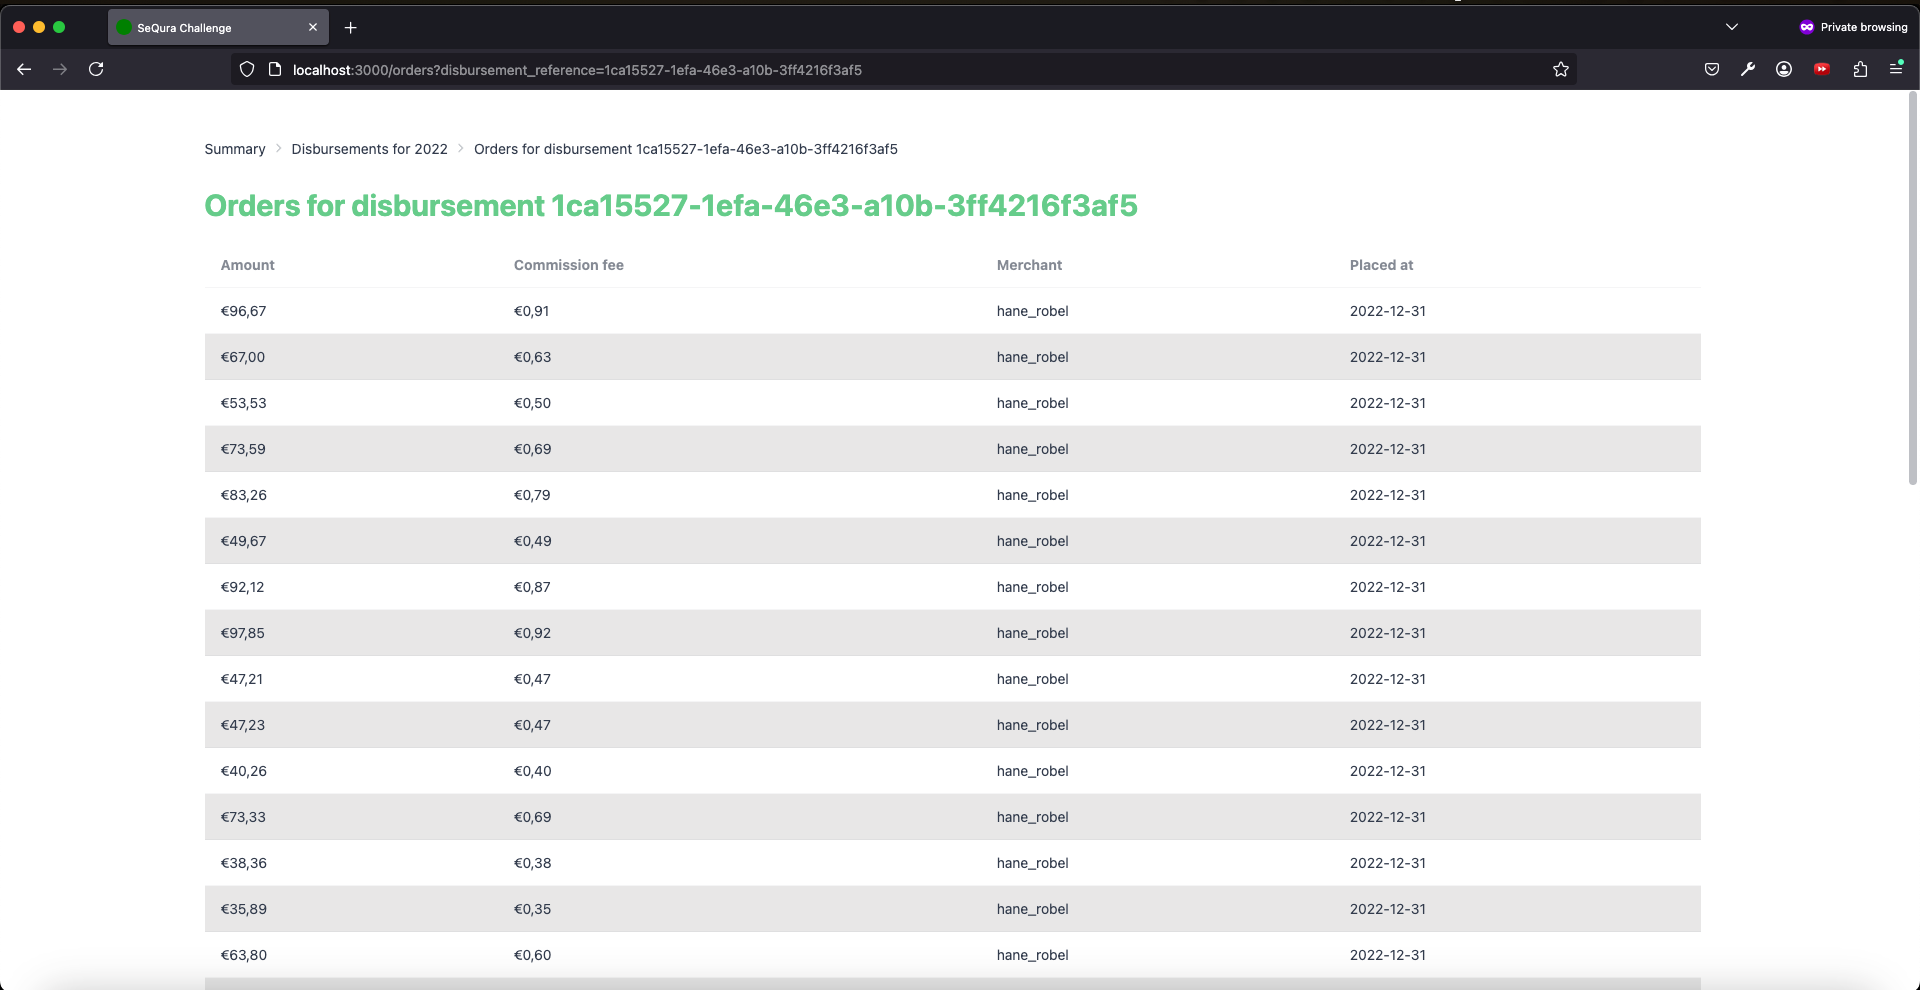 SeQura Challenge
Private browsing
localhost:3000/orders?disbursement_reference=1ca15527-1efa-46e3-a10b-3ff4216f3af5
Summary Disbursements for 2022 Orders for disbursement 1ca15527-1efa-46e3-a10b-3ff4216f3af5
Orders for disbursement 1ca15527-1efa-46e3-a10b-3ff4216f3af5
Amount Commission fee Merchant Placed at
€96,67 €0,91 hane_robel 2022-12-31
€67,00 €0,63 hane_robel 2022-12-31
€53,53 €0,50 hane_robel 2022-12-31
€73,59 €0,69 hane_robel 2022-12-31
€83,26 €0,79 hane_robel 2022-12-31
€49,67 €0,49 hane_robel 2022-12-31
€92,12 €0,87 hane_robel 2022-12-31
€97,85 €0,92 hane_robel 2022-12-31
€47,21 €0,47 hane_robel 2022-12-31
€47,23 €0,47 hane_robel 2022-12-31
€40,26 €0,40 hane_robel 2022-12-31
€73,33 €0,69 hane_robel 2022-12-31
€38,36 €0,38 hane_robel 2022-12-31
€35,89 €0,35 hane_robel 2022-12-31
€63,80 €0,60 hane_robel 2022-12-31